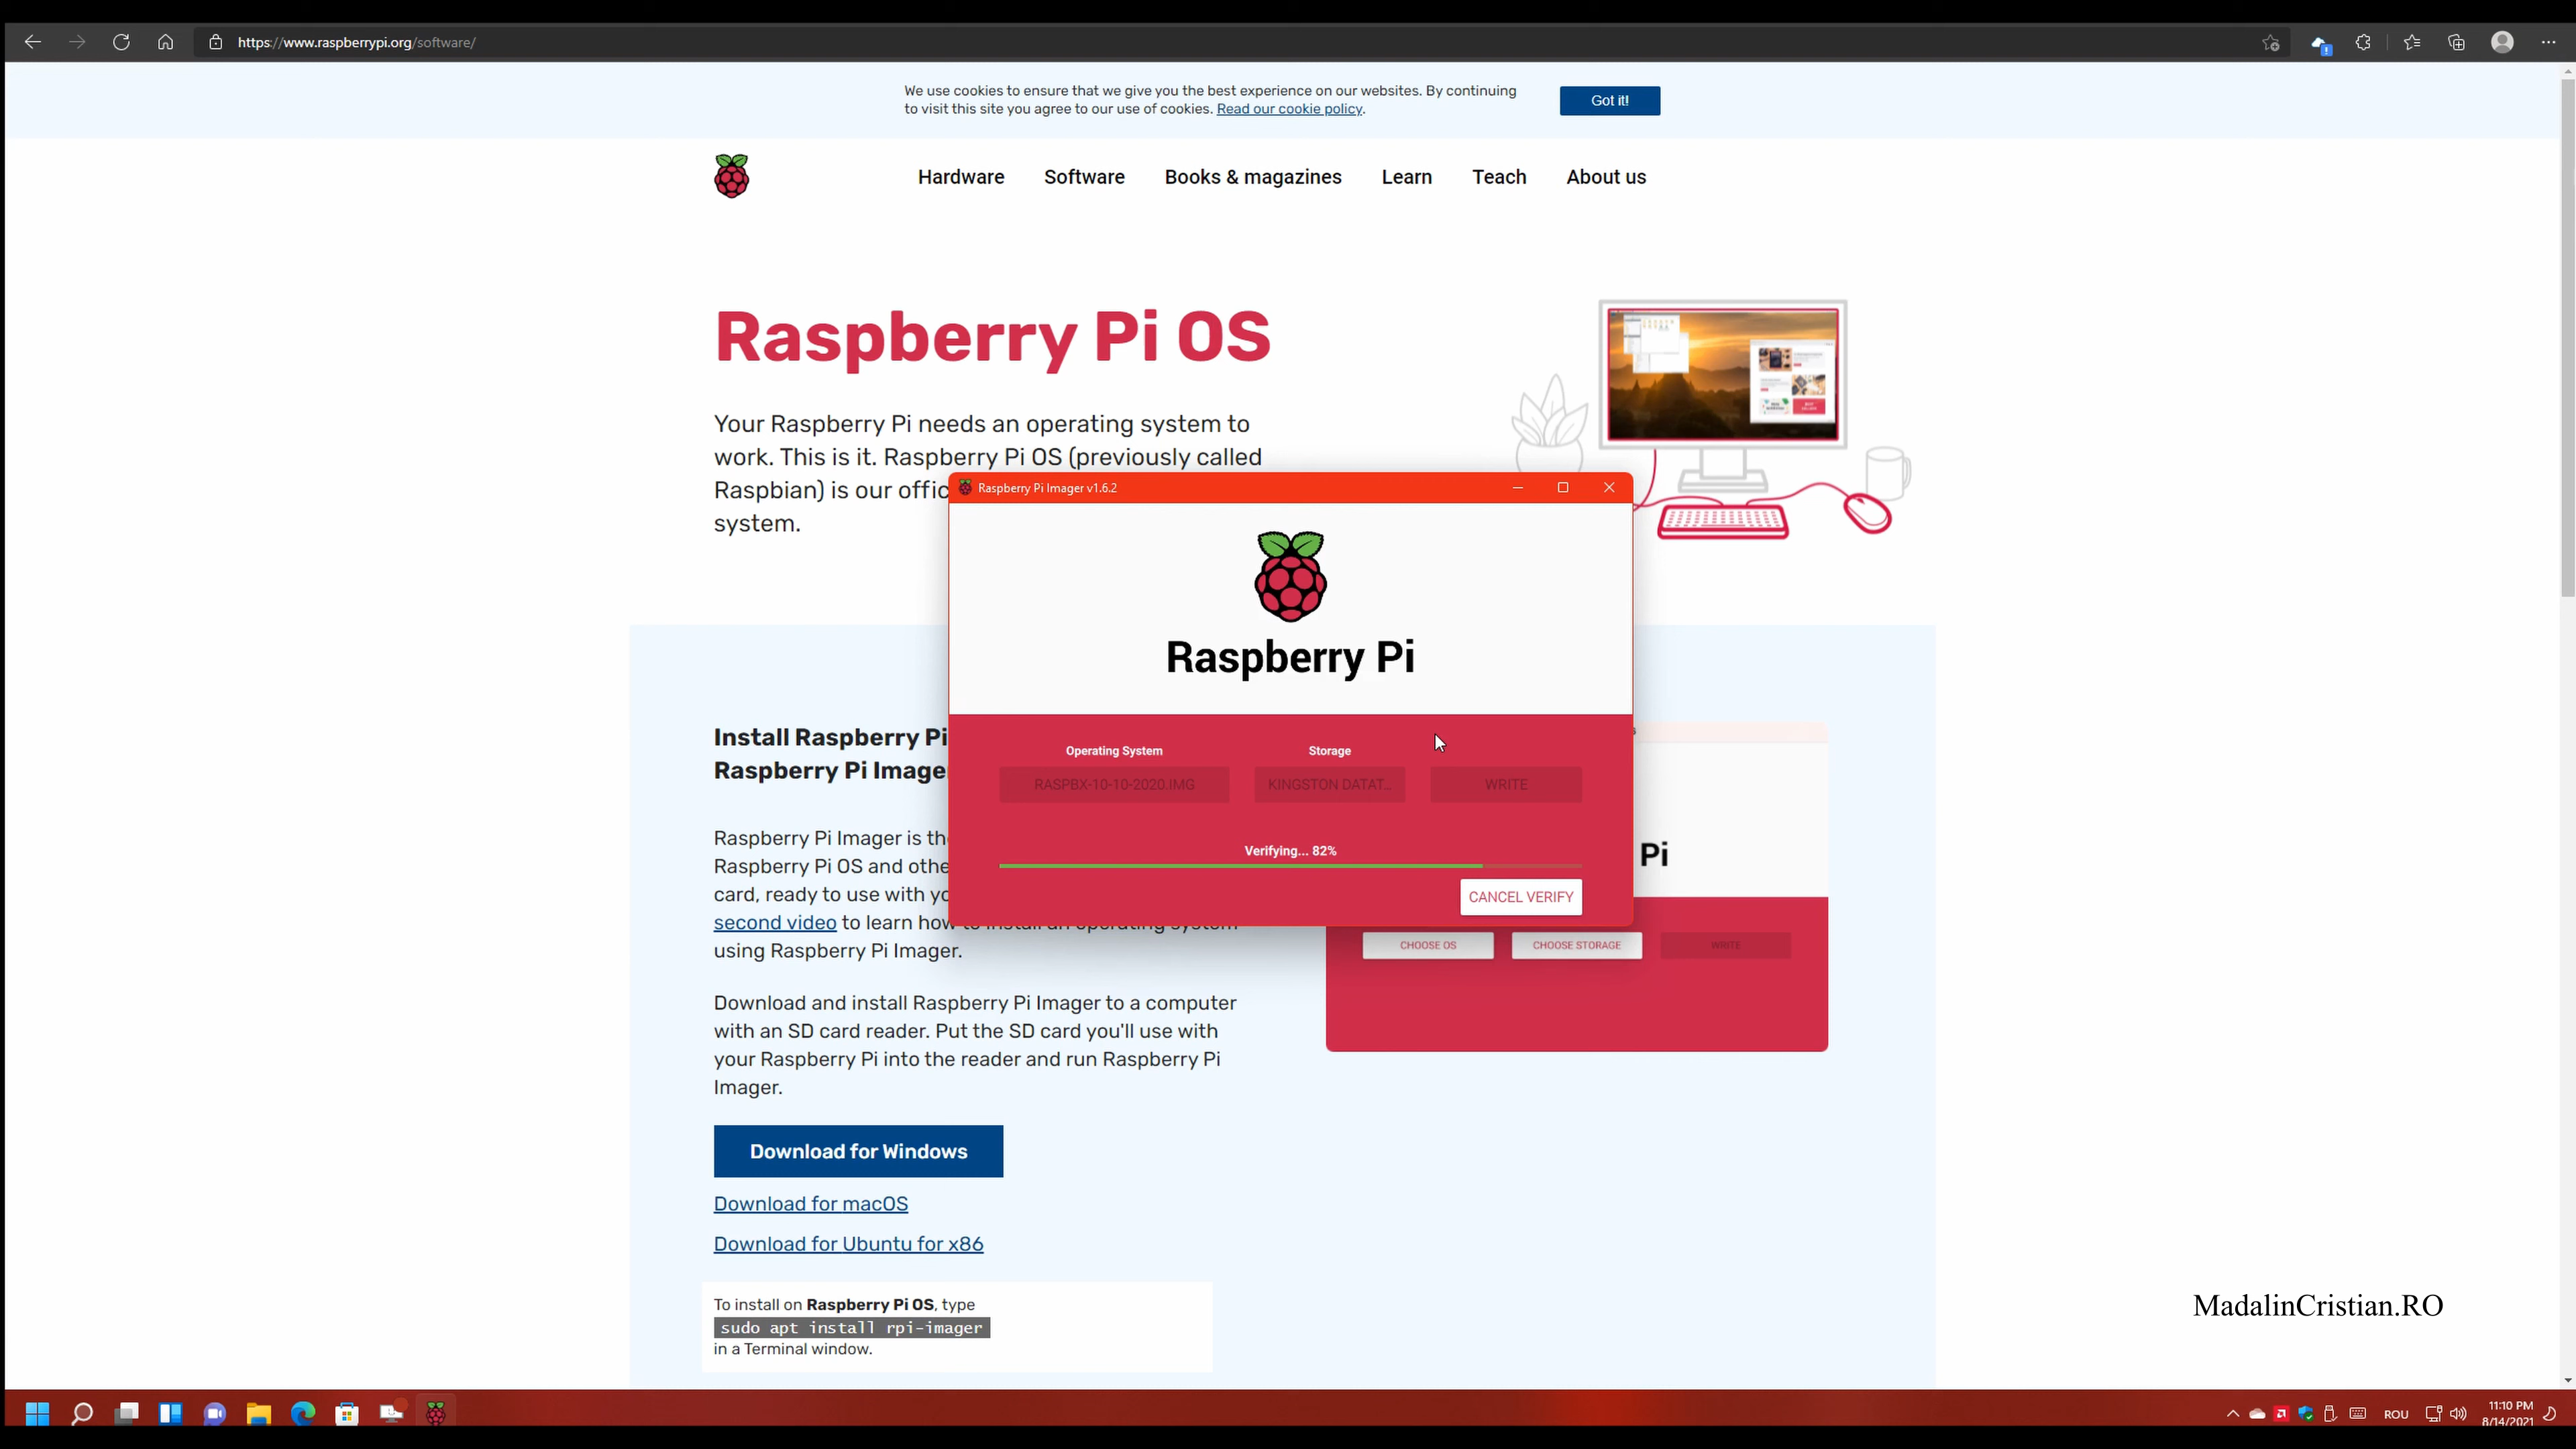 https://www.raspberrypi.org/software/
We use cookies to ensure that we give you the best experience on our websites. By continuing
to visit this site you agree to our use of cookies. Read our cookie policy.
Got it!
Hardware
Software
Books & magazines
Learn
Teach
About us
Raspberry Pi OS
Your Raspberry Pi needs an operating system to
work. This is it. Raspberry Pi OS (previously called
Raspbian) is our offic
system.
Raspberry Pi Imager v1.6.2
Raspberry Pi
Operating System
Storage
RASPBX-10-10-2020.IMG
KINGSTON DATAT...
WRITE
Verifying... 82%
CANCEL VERIFY
Install Raspberry Pi
Raspberry Pi Image
Raspberry Pi Imager is th
Raspberry Pi OS and othe
card, ready to use with yo
second video to learn how to install an operating system
using Raspberry Pi Imager.
Pi
CHOOSE OS
CHOOSE STORAGE
WRITE
Download and install Raspberry Pi Imager to a computer
with an SD card reader. Put the SD card you'll use with
your Raspberry Pi into the reader and run Raspberry Pi
Imager.
Download for Windows
Download for macOS
Download for Ubuntu for x86
To install on Raspberry Pi OS, type
sudo apt install rpi-imager
in a Terminal window.
MadalinCristian.RO
ROU
11:10 PM
8/14/2021